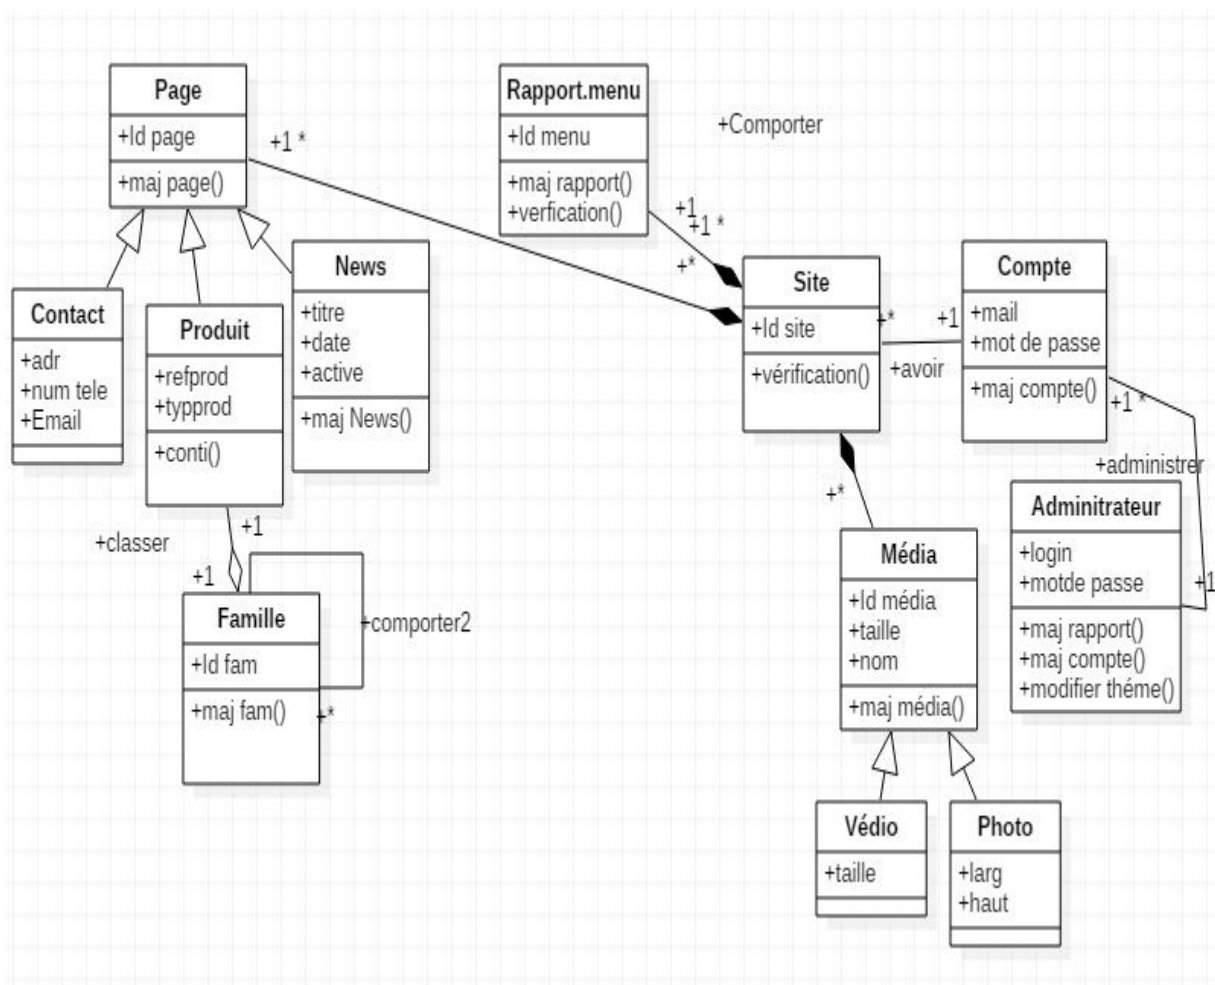 Page
+Id page
+maj page()
+1 *
Rapport.menu
+Id menu
+maj rapport()
+verfication()
+Comporter
+1
+1 *
+*
News
+titre
+date
+active
+maj News()
Contact
+adr
+num tele
+Email
Produit
+refprod
+typprod
+conti()
Site
+Id site
+vérification()
+*
+1
+avoir
Compte
+mail
+mot de passe
+maj compte()
+1 *
+administrer
Adminitrateur
+login
+motde passe
+1
+maj rapport()
+maj compte()
+modifier théme()
+*
+classer
+1
+1
Famille
+Id fam
+maj fam()
+comporter2
+*
Média
+Id média
+taille
+nom
+maj média()
Védio
+taille
Photo
+larg
+haut